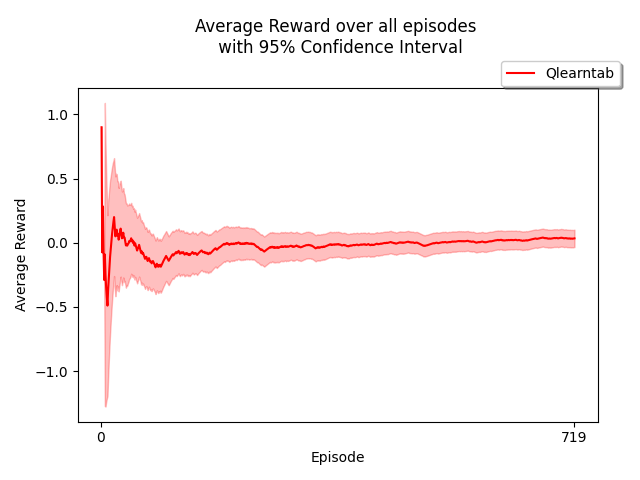 Average Reward over all episodes
with 95% Confidence Interval
Qlearntab
1.0
0.5
0.0
−0.5
−1.0
Average Reward
0
719
Episode